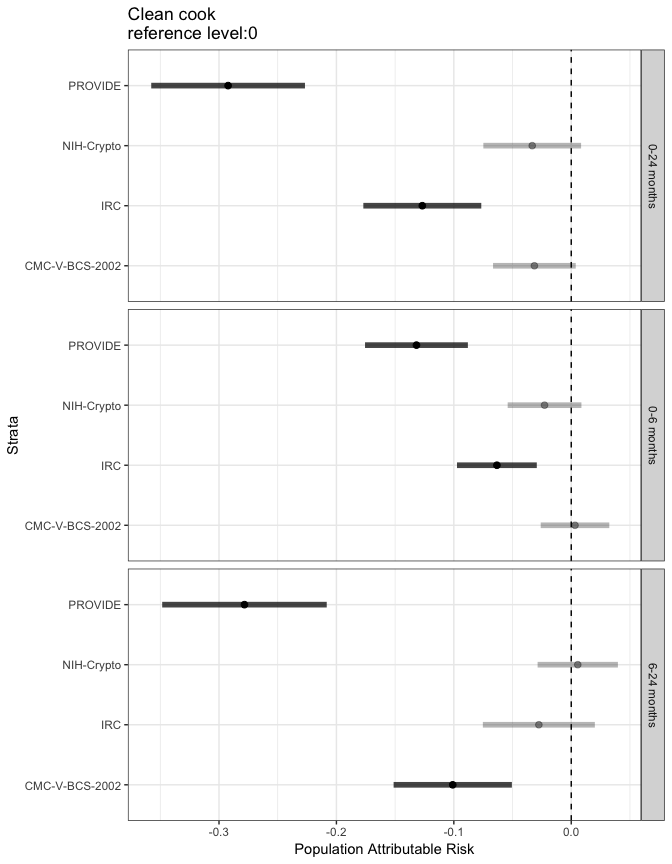 Clean cook
reference level:0
PROVIDE
NIH-Crypto
IRC
CMC-V-BCS-2002
0-24 months
PROVIDE
NIH-Crypto
IRC
CMC-V-BCS-2002
0-6 months
Strata
PROVIDE
NIH-Crypto
IRC
CMC-V-BCS-2002
6-24 months
-0.3 -0.2 -0.1 0.0
Population Attributable Risk